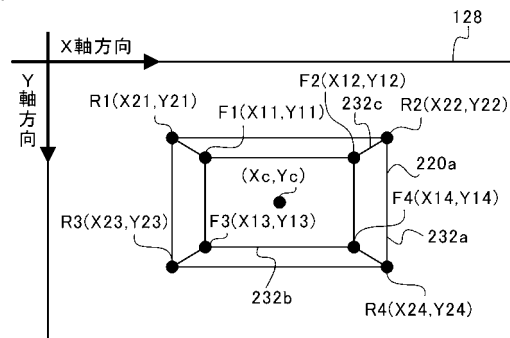 128
X軸方向
Y軸方向
F2(X12,Y12)
R1(X21,Y21)
F1(X11,Y11)
232c
R2(X22,Y22)
(Xc,Yc)
220a
F4(X14,Y14)
R3(X23,Y23)
F3(X13,Y13)
232a
232b
R4(X24,Y24)